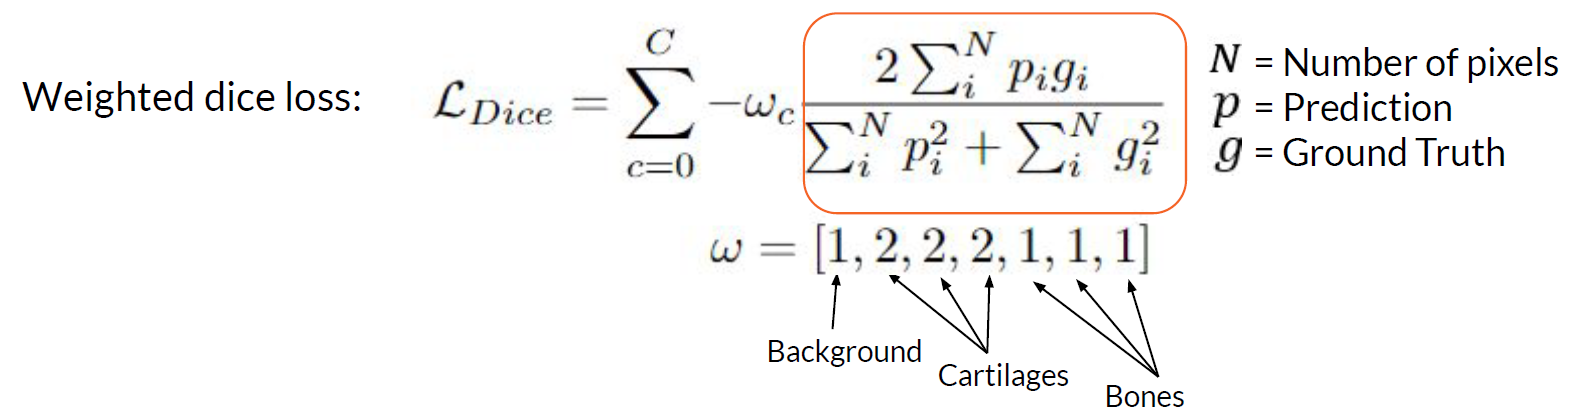 Weighted dice loss:
$\mathcal{L}_{Dice} = \sum_{c=0}^{C} -\omega_c \frac{2 \sum_i^N p_i g_i}{\sum_i^N p_i^2 + \sum_i^N g_i^2}$
N = Number of pixels
p = Prediction
g = Ground Truth
ω = [1, 2, 2, 2, 1, 1, 1]
Background
Cartilages
Bones